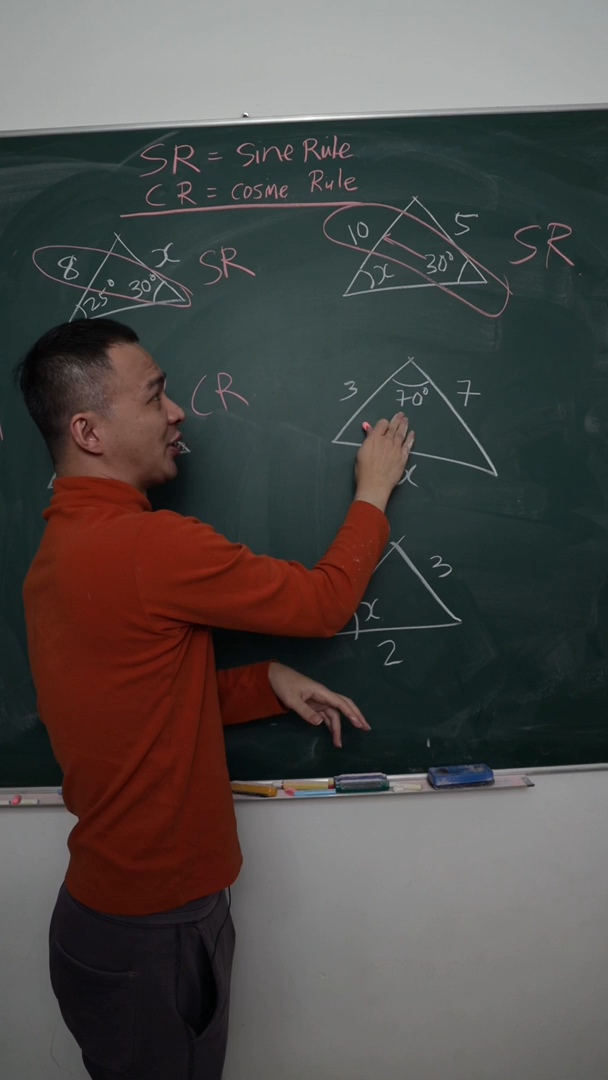 SR = Sine Rule
CR = cosine Rule
8 x SR
25° 30°
10 5 SR
x 30°
CR
3 70° 7
x
3
x
2